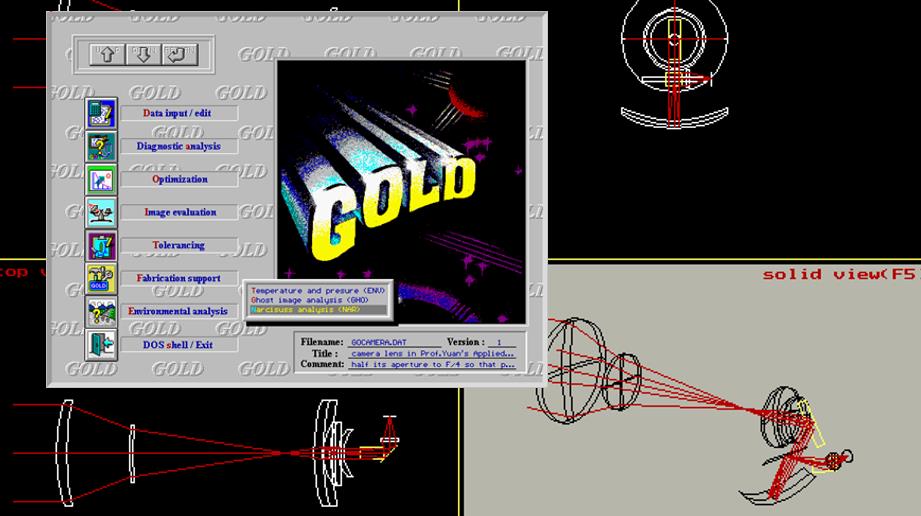 Data input / edit
Diagnostic analysis
Optimization
Image evaluation
Tolerancing
Fabrication support
Environmental analysis
DOS shell / Exit
GOLD
Temperature and presure (ENV)
Ghost image analysis (GHO)
Narcisuss analysis (NAR)
Filename: GOCAMERA.DAT Version : 1
Title : camera lens in Prof.Yuan's Applied...
Comment: half its aperture to F/4 so that p...
top v
solid view(F5)